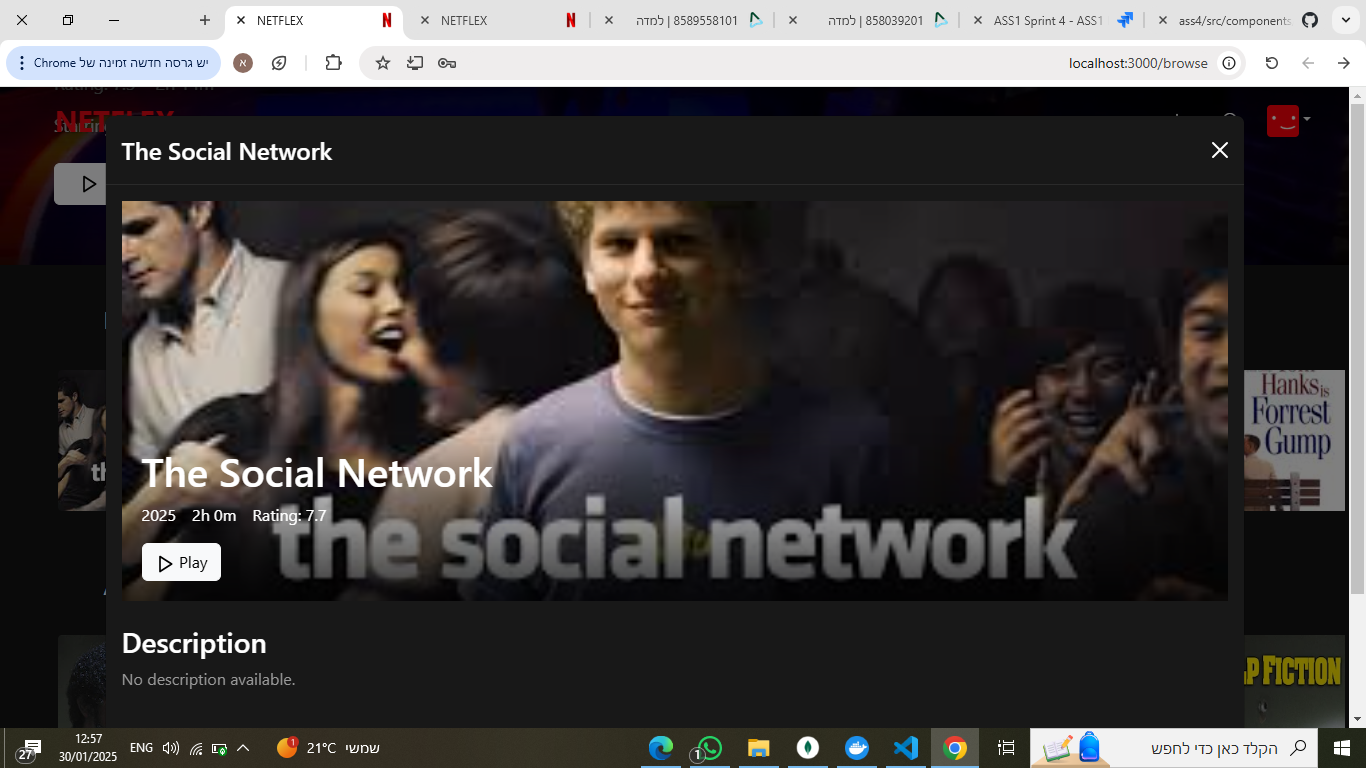 NETFLEX
NETFLEX
8589558101 | למדה
858039201 | למדה
ASS1 Sprint 4 - ASS1
ass4/src/components
יש גרסה חדשה זמינה של Chrome
א
localhost:3000/browse
NETFLEX
The Social Network
The Social Network
2025 2h 0m Rating: 7.7
the social network
Play
Hanks is
Forrest
Gump
Description
No description available.
P FICTION
27
12:57
30/01/2025
ENG
1
21°C שמשי
1
הקלד כאן כדי לחפש